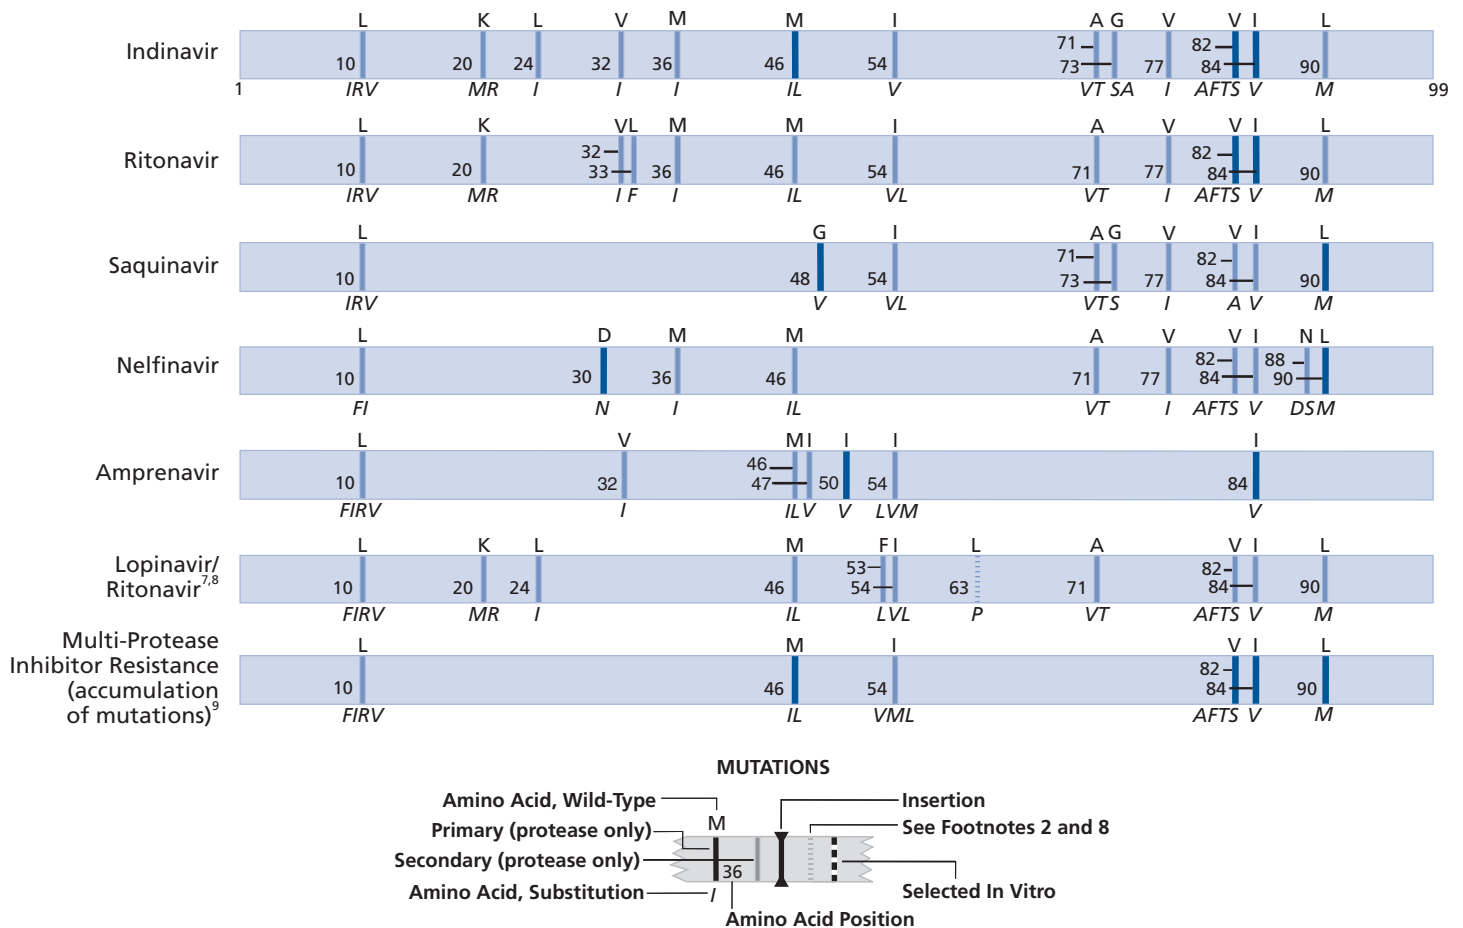 L K L V M M I A G V V I L
Indinavir 10 20 24 32 36 46 54 71 73 77 82 84 90
1 IRV MR I I I IL V VT SA I AFTS V M 99
L K V L M M I A V V I L
Ritonavir 10 20 32 33 36 46 54 71 77 82 84 90
IRV MR I F I IL VL VT I AFTS V M
L G I A G V V I L
Saquinavir 10 48 54 71 73 77 82 84 90
IRV V VL VT S I A V M
L D M M A V V I N L
Nelfinavir 10 30 36 46 71 77 82 84 88 90
FI N I IL VT I AFTS V DS M
L V M I I I I
Amprenavir 10 32 46 47 50 54 84
FIRV I IL V V LVM V
L K L M F I L A V I L
Lopinavir/
Ritonavir7,8 10 20 24 46 53 54 63 71 82 84 90
FIRV MR I IL L VL P VT AFTS V M
Multi-Protease
L M I V I L
Inhibitor Resistance
(accumulation 10 46 54 82 84 90
of mutations)9
FIRV IL VML AFTS V M
MUTATIONS
Amino Acid, Wild-Type
Insertion
M
Primary (protease only)
See Footnotes 2 and 8
Secondary (protease only)
36
Amino Acid, Substitution
I
Selected In Vitro
Amino Acid Position